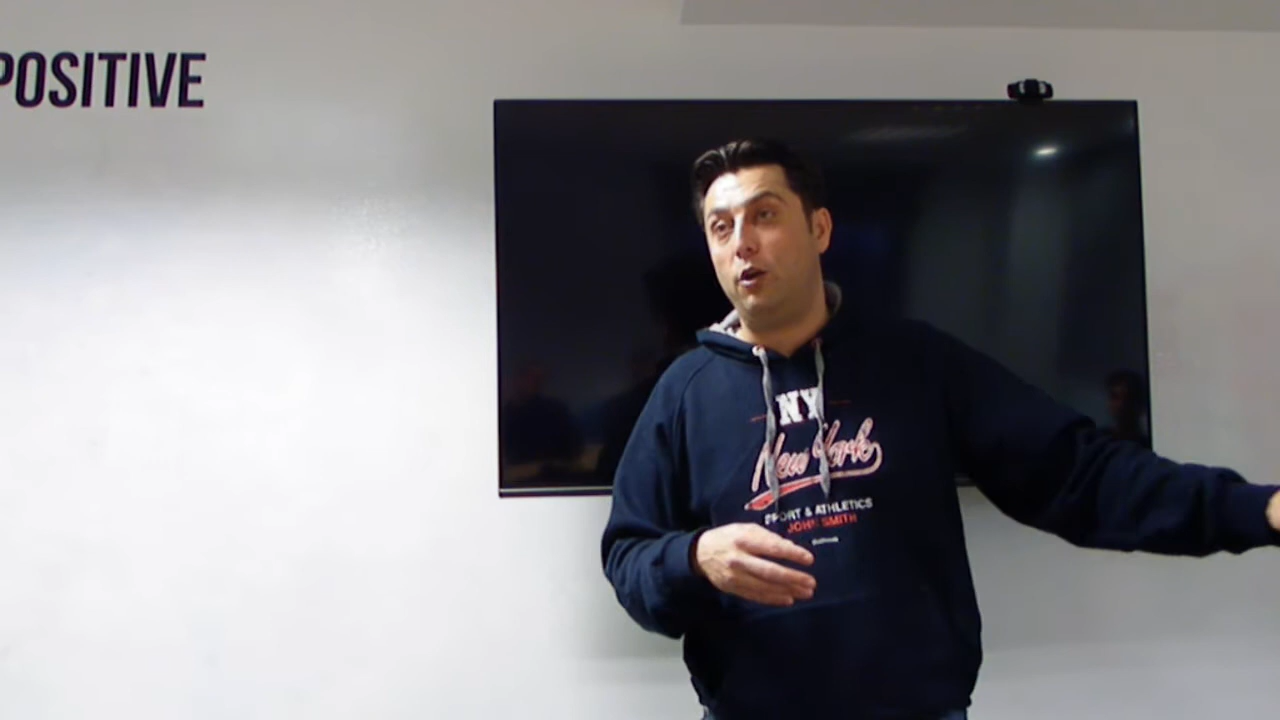 POSITIVE
NY
New York
SPORT & ATHLETICS
JOHN SMITH